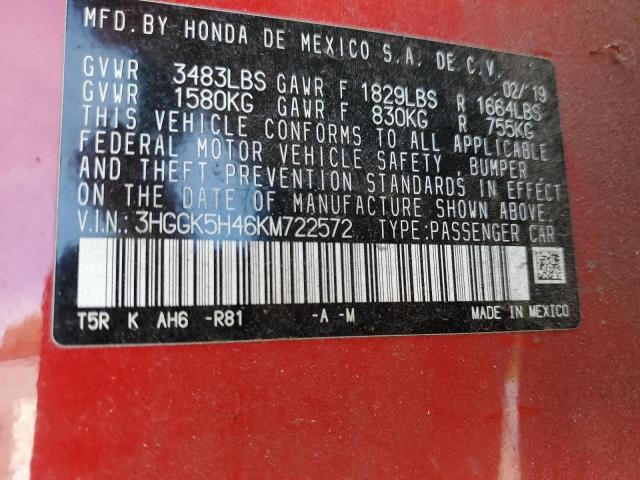 MFD. BY HONDA DE MEXICO S.A. DE C.V.
02/19
GVWR 3483LBS GAWR F 1829LBS R 1664LBS
GVWR 1580KG GAWR F 830KG R 755KG
THIS VEHICLE CONFORMS TO ALL APPLICABLE
FEDERAL MOTOR VEHICLE SAFETY, BUMPER
AND THEFT PREVENTION STANDARDS IN EFFECT
ON THE DATE OF MANUFACTURE SHOWN ABOVE.
V.I.N.: 3HGGK5H46KM722572 TYPE:PASSENGER CAR
T5R K AH6 -R81 -A -M MADE IN MEXICO